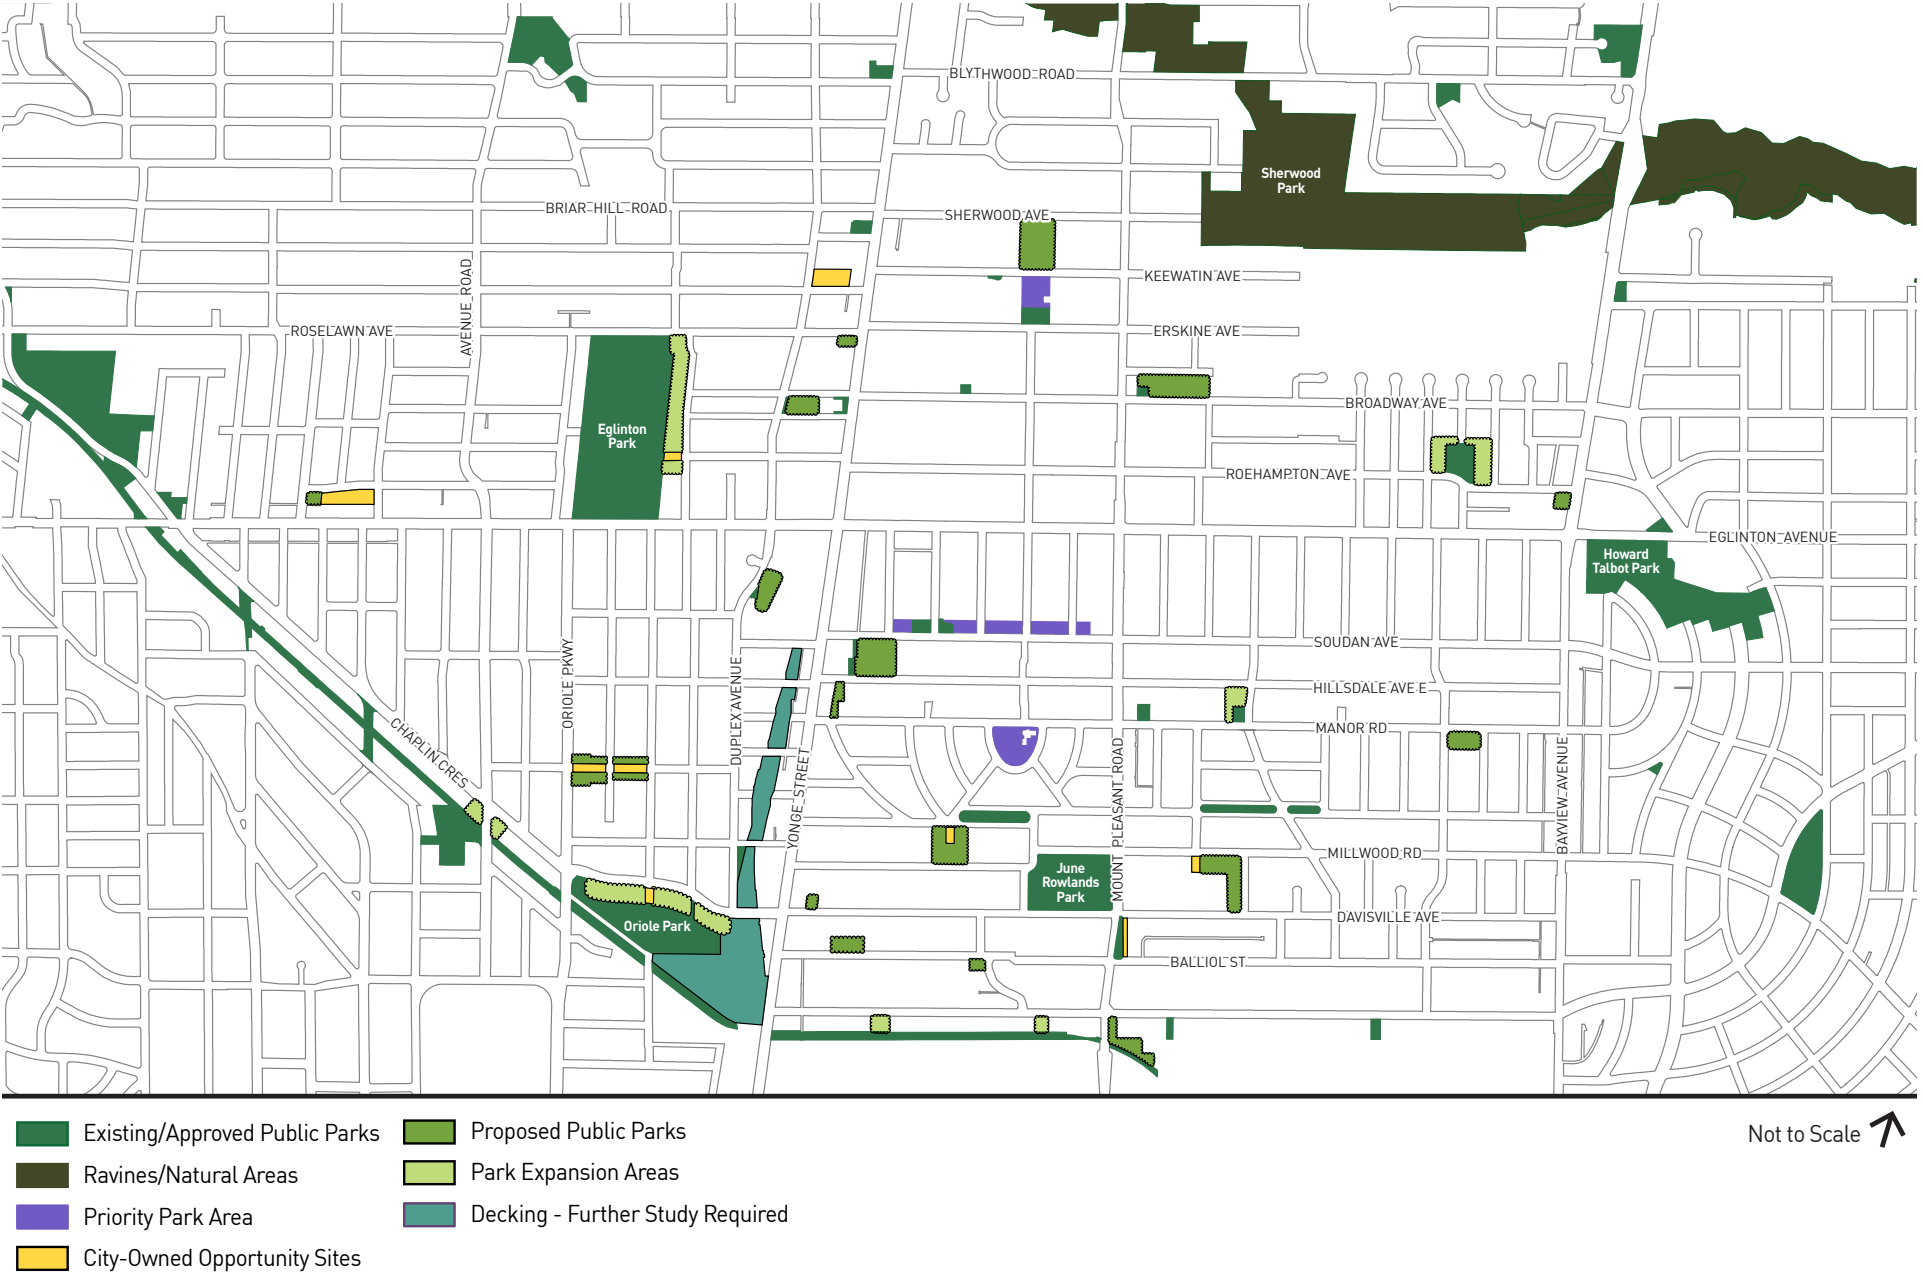 BLYTHWOOD ROAD
Sherwood
Park
BRIAR HILL ROAD
SHERWOOD AVE
KEEWATIN AVE
AVENUE ROAD
ROSELAWN AVE
ERSKINE AVE
BROADWAY AVE
Eglinton
Park
ROEHAMPTON AVE
EGLINTON AVENUE
Howard
Talbot Park
SOUDAN AVE
ORIOLE PKWY
DUPLEX AVENUE
HILLSDALE AVE E
MANOR RD
CHAPLIN CRES
YONGE STREET
MOUNT PLEASANT ROAD
BAYVIEW AVENUE
MILLWOOD RD
June
Rowlands
Park
DAVISVILLE AVE
Oriole Park
BALLIOL ST
Existing/Approved Public Parks
Ravines/Natural Areas
Priority Park Area
City-Owned Opportunity Sites
Proposed Public Parks
Park Expansion Areas
Decking - Further Study Required
Not to Scale